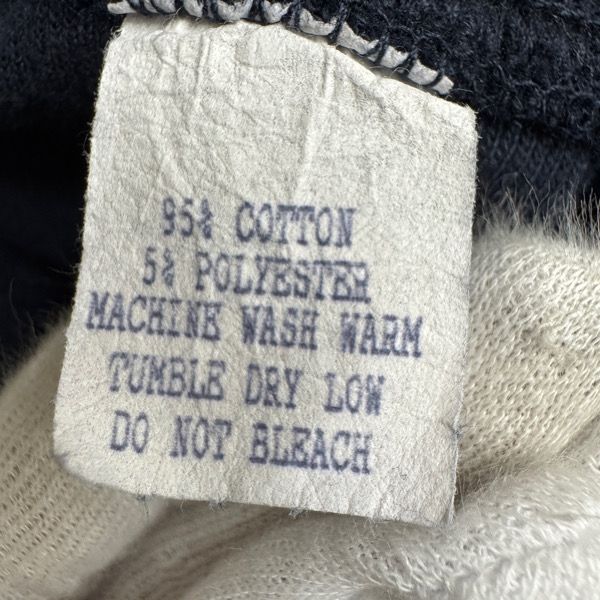 95% COTTON
5% POLYESTER
MACHINE WASH WARM
TUMBLE DRY LOW
DO NOT BLEACH